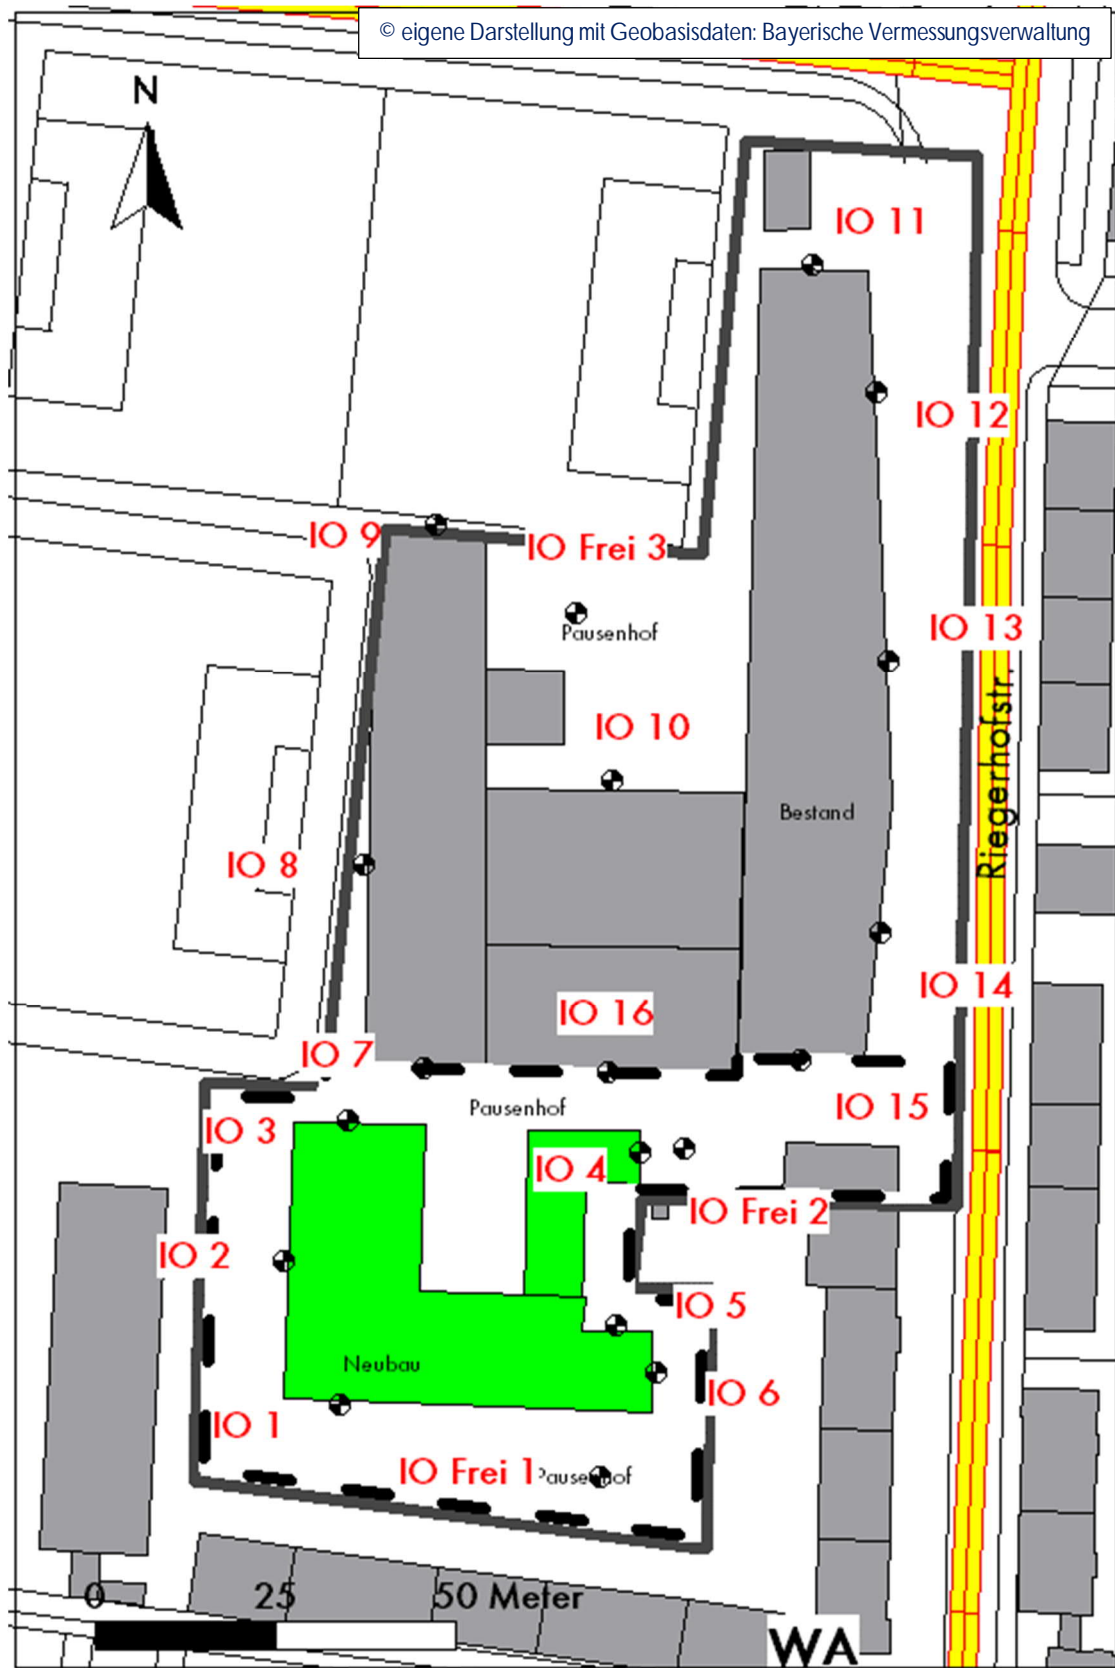 © eigene Darstellung mit Geobasisdaten: Bayerische Vermessungsverwaltung
N
IO 11
IO 12
IO 9
IO Frei 3
Pausenhof
IO 13
IO 10
Riegerhofstr.
Bestand
IO 8
IO 14
IO 16
IO 7
Pausenhof
IO 15
IO 3
IO 4
IO Frei 2
IO 2
IO 5
Neubau
IO 6
IO 1
IO Frei 1
Pausenhof
0 25 50 Meter
WA